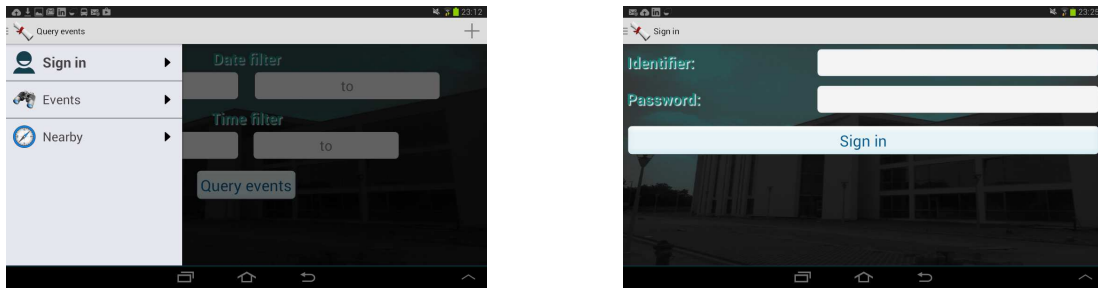 23:12
Query events
Sign in
Events
Nearby
Date filter
to
Time filter
to
Query events
23:25
Sign in
Identifier:
Password:
Sign in